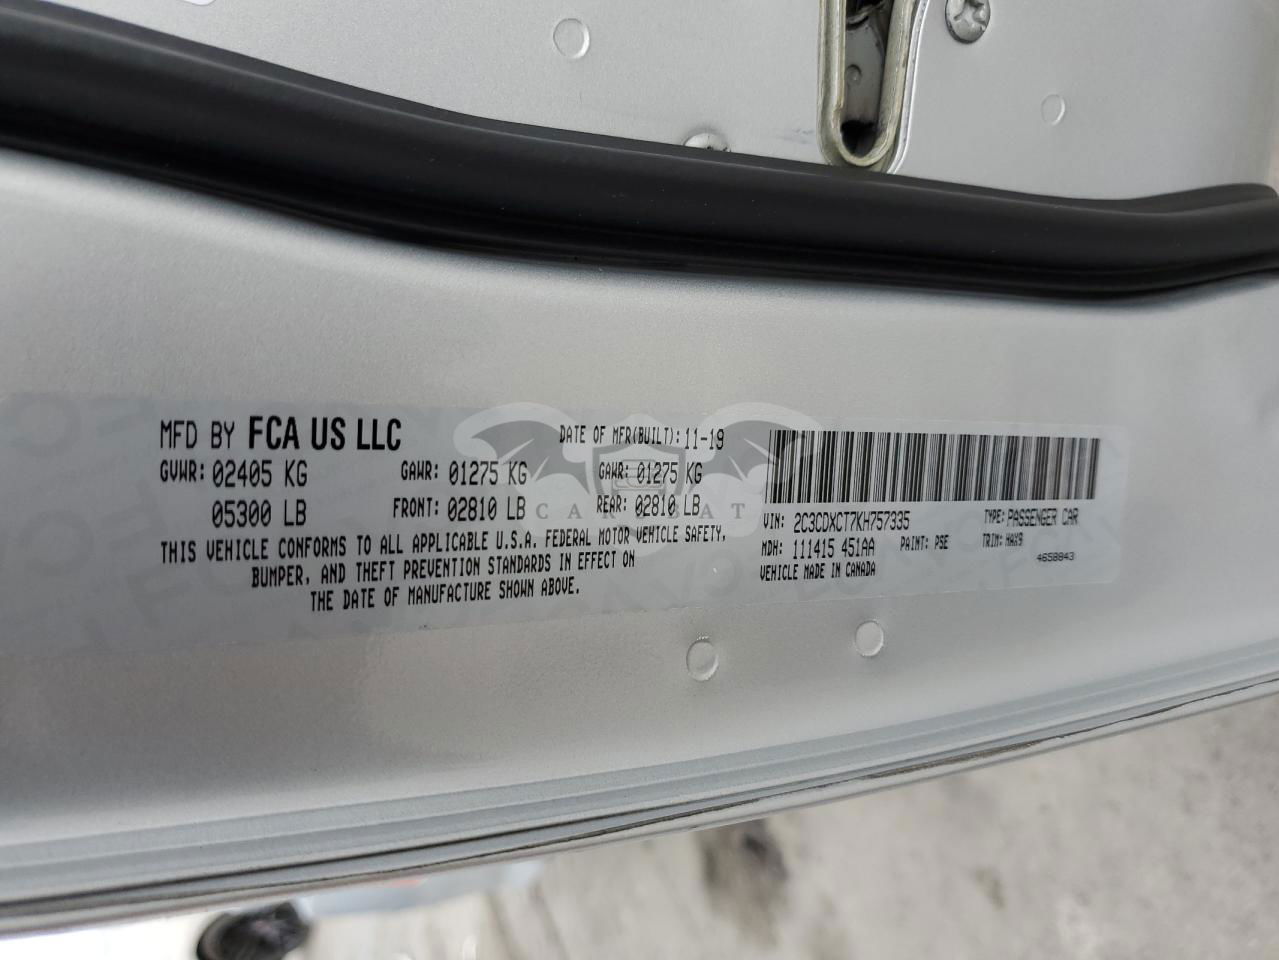 MFD BY FCA US LLC
DATE OF MFR(BUILT): 11-19
GVWR: 02405 KG GAWR: 01275 KG GAWR: 01275 KG
05300 LB FRONT: 02810 LB REAR: 02810 LB
THIS VEHICLE CONFORMS TO ALL APPLICABLE U.S.A. FEDERAL MOTOR VEHICLE SAFETY,
BUMPER, AND THEFT PREVENTION STANDARDS IN EFFECT ON
THE DATE OF MANUFACTURE SHOWN ABOVE.
VIN: 2C3CDXCT7KH757335 TYPE: PASSENGER CAR
MDH: 111415 451AA PAINT: PSE TRIM: HAX9
VEHICLE MADE IN CANADA 4658843
CARSBAT